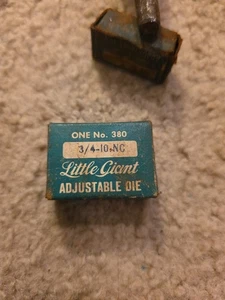 ONE No. 380
3/4-10-NC
Little Giant
ADJUSTABLE DIE